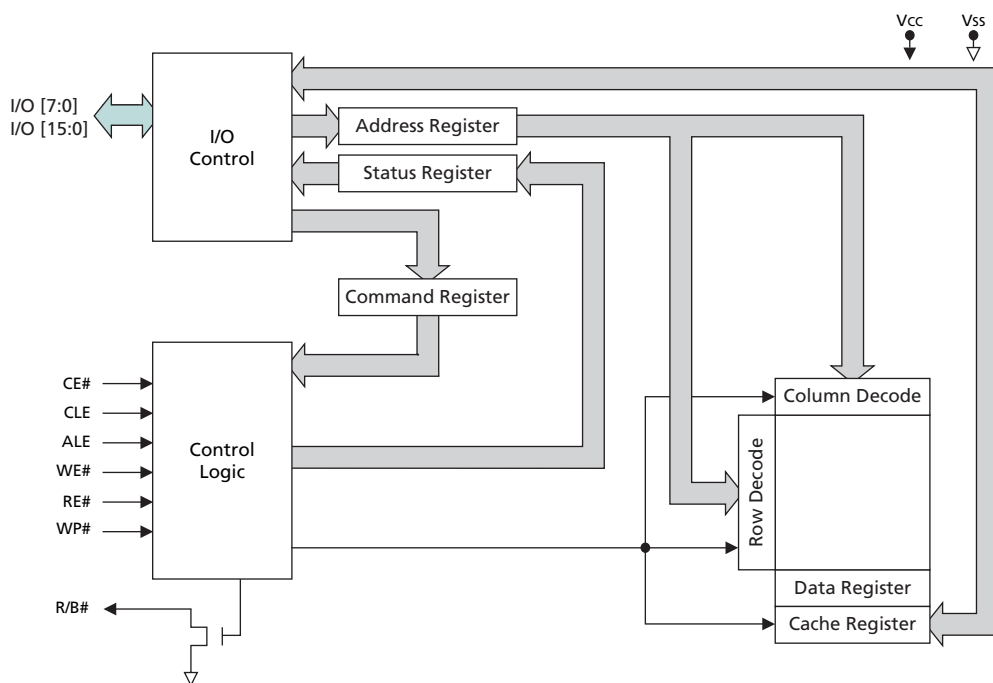 Vcc
Vss
I/O [7:0]
I/O [15:0]
I/O
Control
Address Register
Status Register
Command Register
CE#
CLE
ALE
WE#
RE#
WP#
Control
Logic
Column Decode
Row Decode
Data Register
Cache Register
R/B#